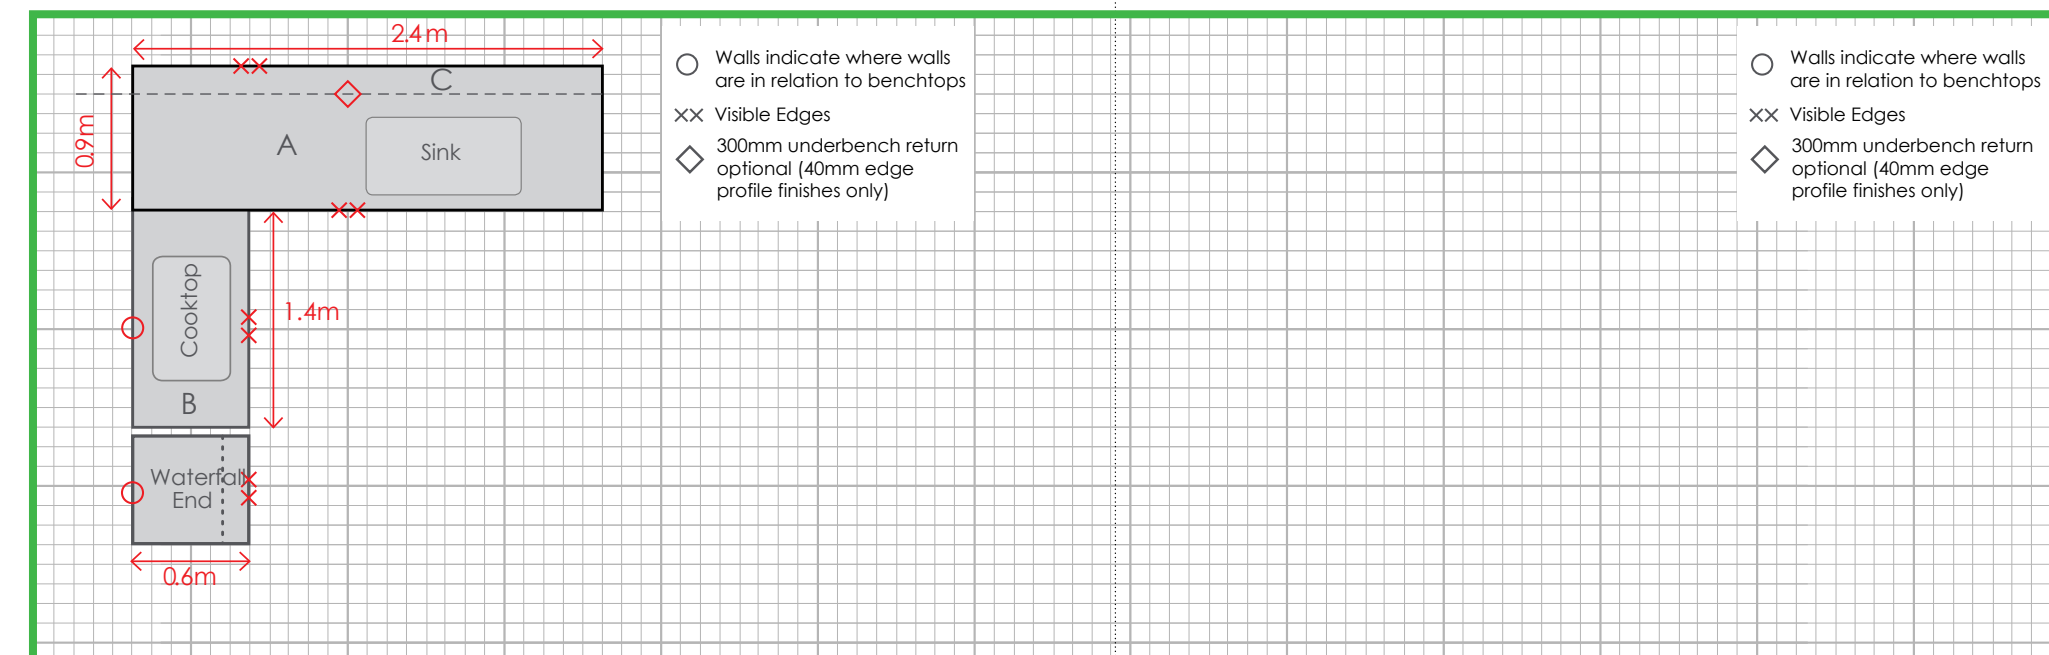 2.4m
C
0.9m
A
Sink
Cooktop
1.4m
B
Waterfall
End
0.6m
Walls indicate where walls
are in relation to benchtops
Visible Edges
300mm underbench return
optional (40mm edge
profile finishes only)
Walls indicate where walls
are in relation to benchtops
Visible Edges
300mm underbench return
optional (40mm edge
profile finishes only)